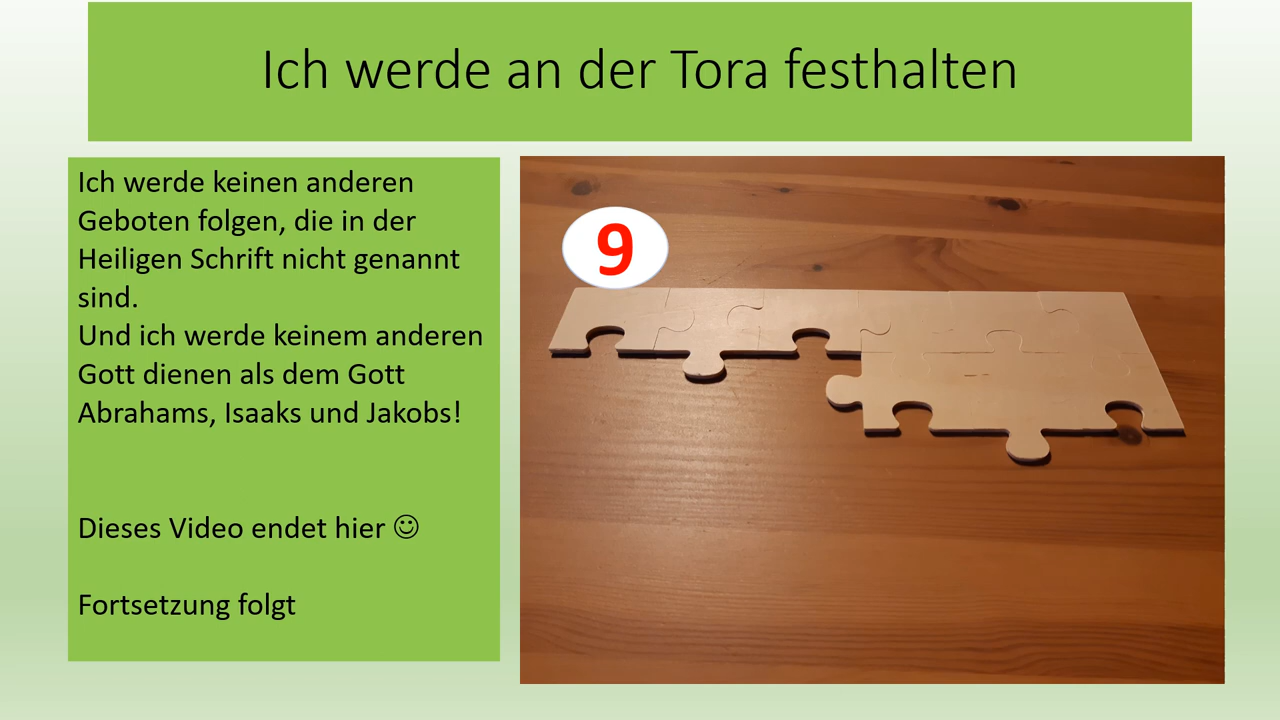 Ich werde an der Tora festhalten
Ich werde keinen anderen
Geboten folgen, die in der
Heiligen Schrift nicht genannt
sind.
Und ich werde keinem anderen
Gott dienen als dem Gott
Abrahams, Isaaks und Jakobs!
Dieses Video endet hier ☺
Fortsetzung folgt
9